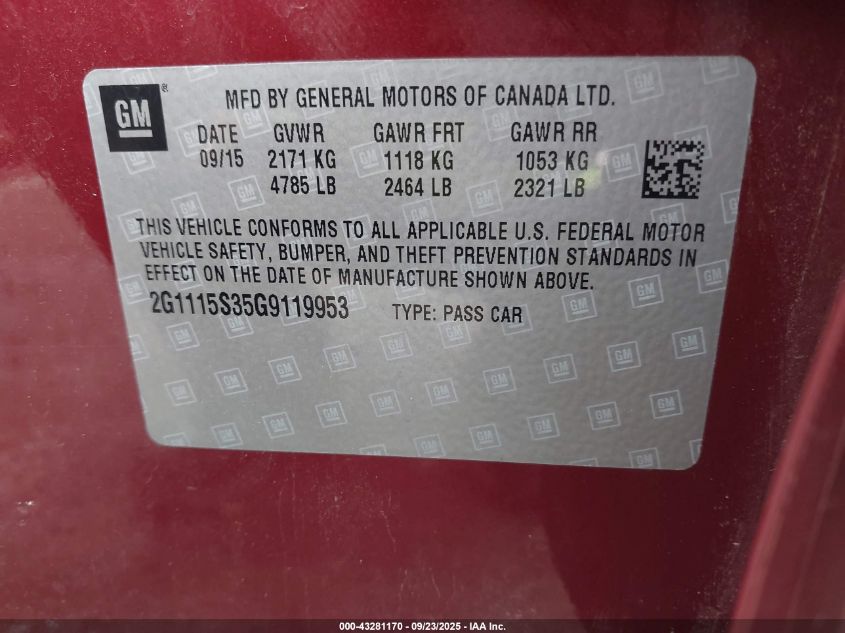 GM ® MFD BY GENERAL MOTORS OF CANADA LTD.
DATE GVWR GAWR FRT GAWR RR
09/15 2171 KG 1118 KG 1053 KG
4785 LB 2464 LB 2321 LB
THIS VEHICLE CONFORMS TO ALL APPLICABLE U.S. FEDERAL MOTOR
VEHICLE SAFETY, BUMPER, AND THEFT PREVENTION STANDARDS IN
EFFECT ON THE DATE OF MANUFACTURE SHOWN ABOVE.
2G1115S35G9119953 TYPE: PASS CAR
000-43281170 - 09/23/2025 - IAA Inc.